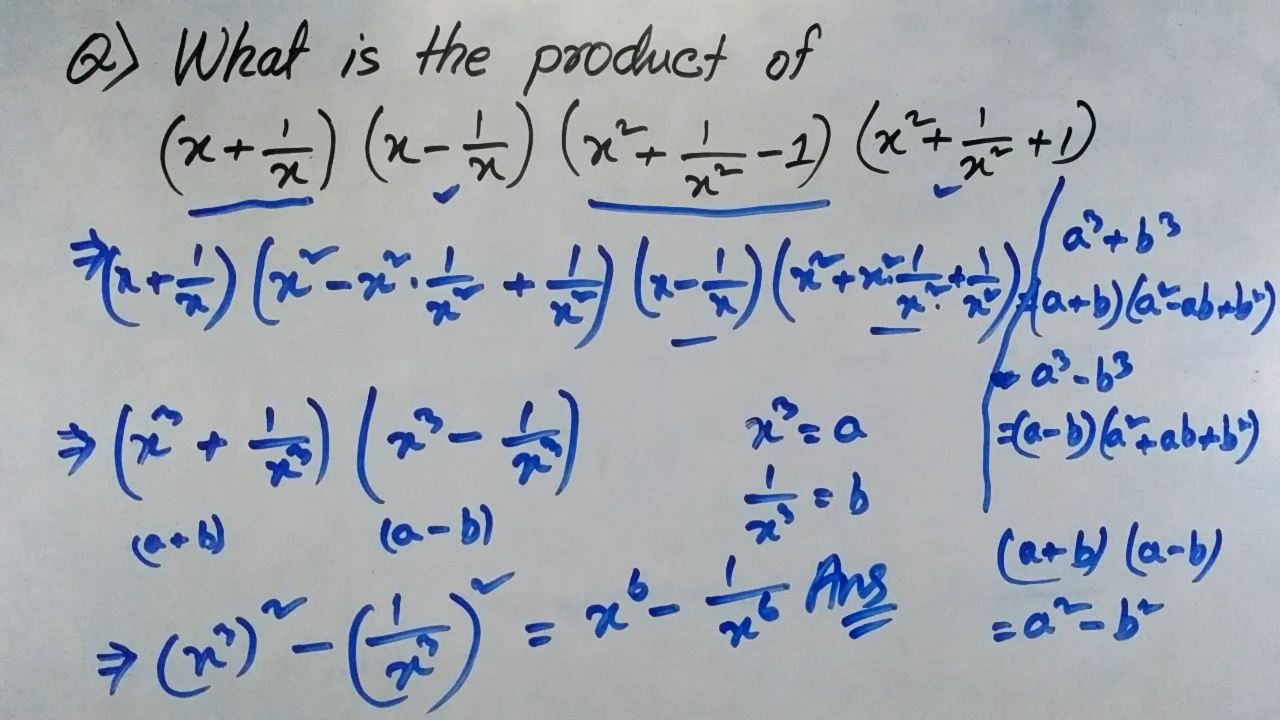 Q) What is the product of
(x + 1/x) (x - 1/x) (x² + 1/x² - 1) (x² + 1/x² + 1)
⇒ (x + 1/x) (x² - x² · 1/x² + 1/x²) (x - 1/x) (x² + x² · 1/x² + 1/x²)
a³ + b³
= (a+b) (a² - ab + b²)
a³ - b³
= (a-b) (a² + ab + b²)
⇒ (x³ + 1/x³) (x³ - 1/x³)
(a+b) (a-b)
x³ = a
1/x³ = b
(a+b) (a-b)
= a² - b²
⇒ (x³)² - (1/x³)² = x⁶ - 1/x⁶ Ans